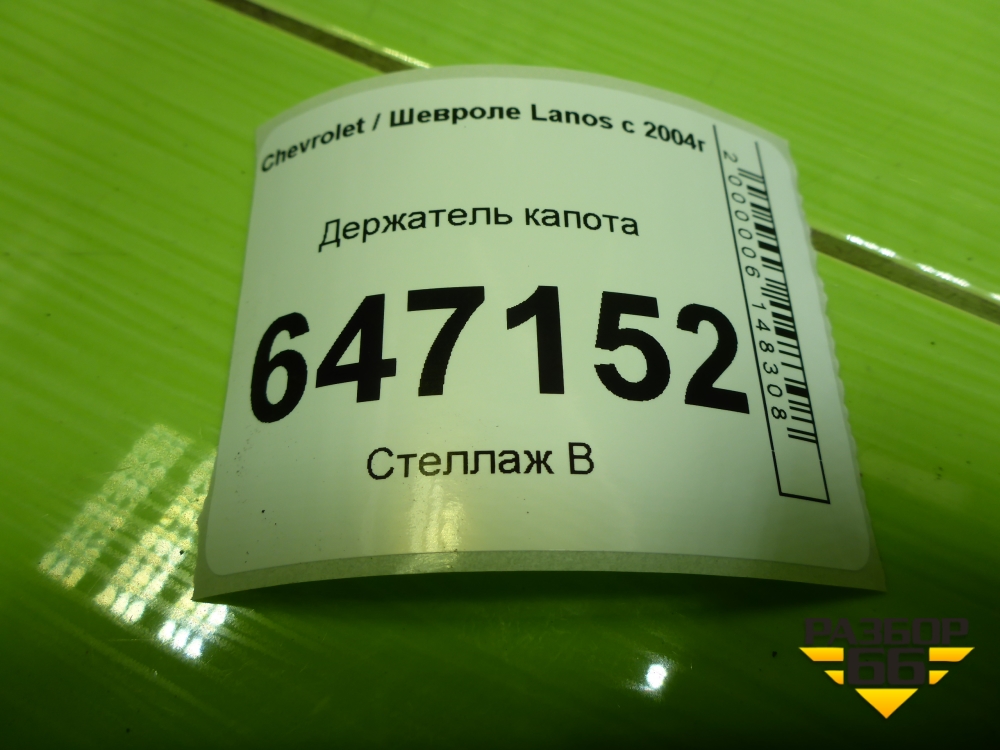 Chevrolet / Шевроле Lanos с 2004г
Держатель капота
647152
Стеллаж В
2000006148308
РАЗБОР
66